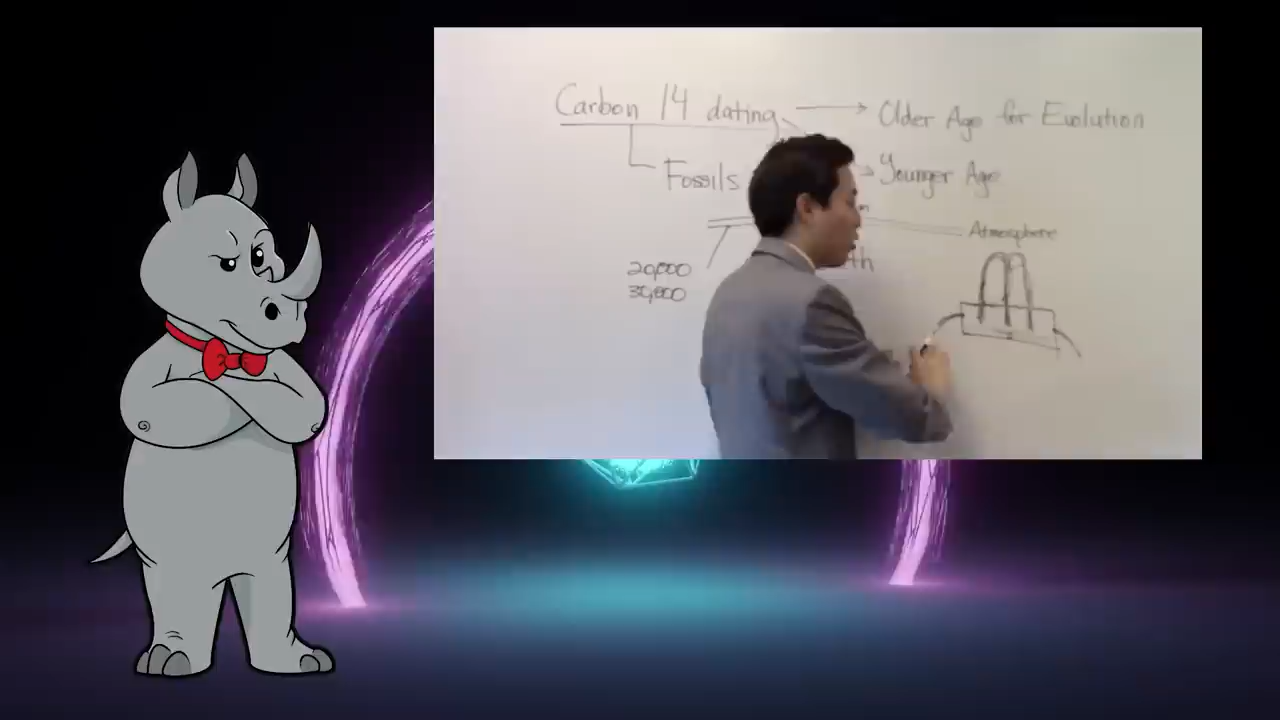 Carbon 14 dating → Older Age for Evolution
Fossils → Younger Age
Atmosphere
20,000
30,000